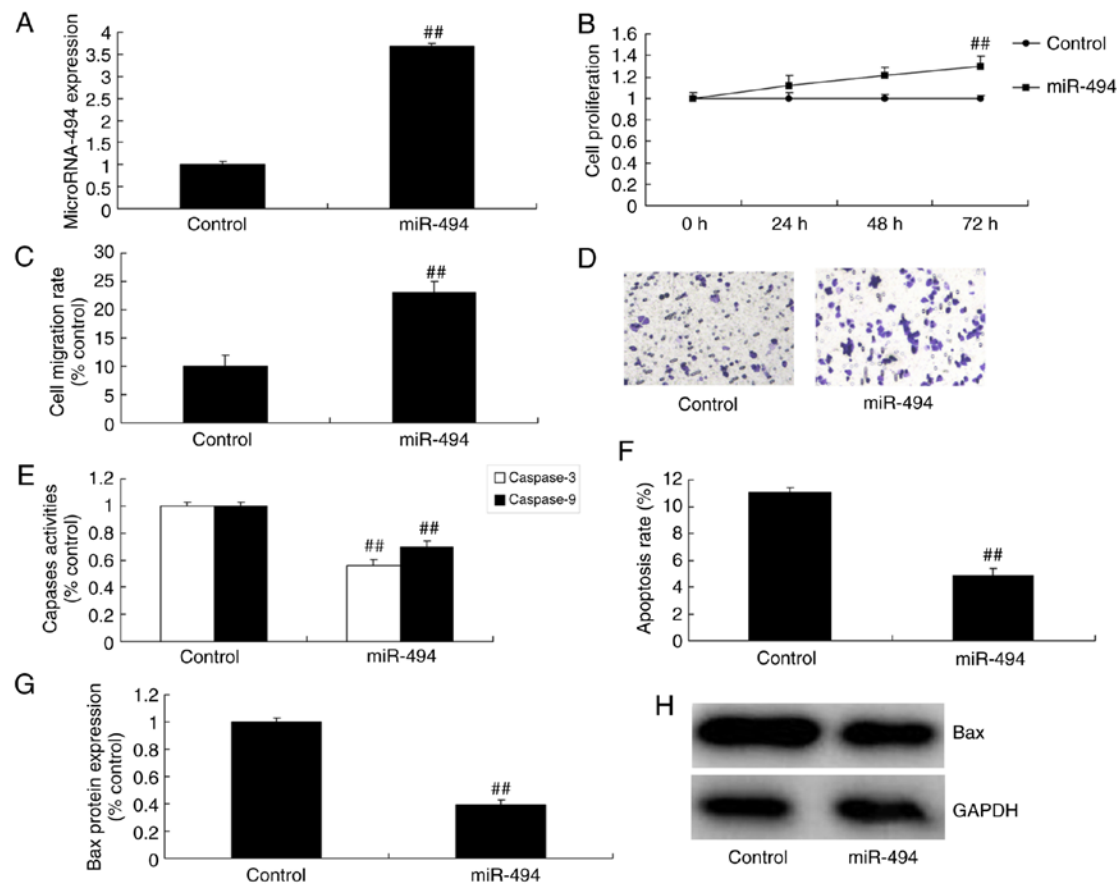 A
MicroRNA-494 expression
4
3.5
3
2.5
2
1.5
1
0.5
0
##
Control
miR-494
B
Cell proliferation
1.6
1.4
1.2
1
0.8
0.6
0.4
0.2
0
##
0 h
24 h
48 h
72 h
Control
miR-494
C
Cell migration rate
(% control)
30
25
20
15
10
5
0
##
Control
miR-494
D
Control
miR-494
E
Capases activities
(% control)
1.2
1
0.8
0.6
0.4
0.2
0
##
##
Caspase-3
Caspase-9
Control
miR-494
F
Apoptosis rate (%)
12
10
8
6
4
2
0
##
Control
miR-494
G
Bax protein expression
(% control)
1.2
1
0.8
0.6
0.4
0.2
0
##
Control
miR-494
H
Bax
GAPDH
Control
miR-494